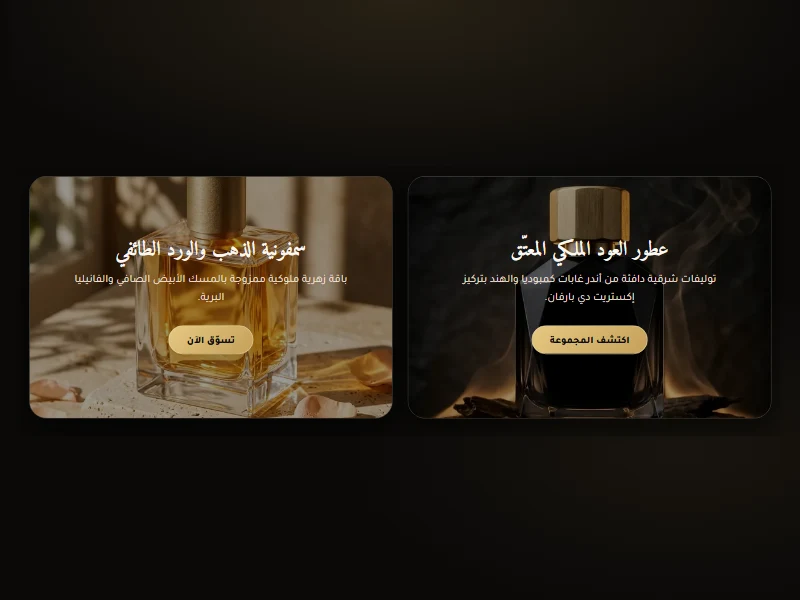 عطور العود الملكي المعتّق
توليفات شرقية دافئة من أندر غابات كمبوديا والهند بتركيز
إكستريت دي بارفان.
اكتشف المجموعة
سمفونية الذهب والورد الطائفي
باقة زهرية ملوكية ممزوجة بالمسك الأبيض الصافي والفانيليا
البرية.
تسوّق الآن